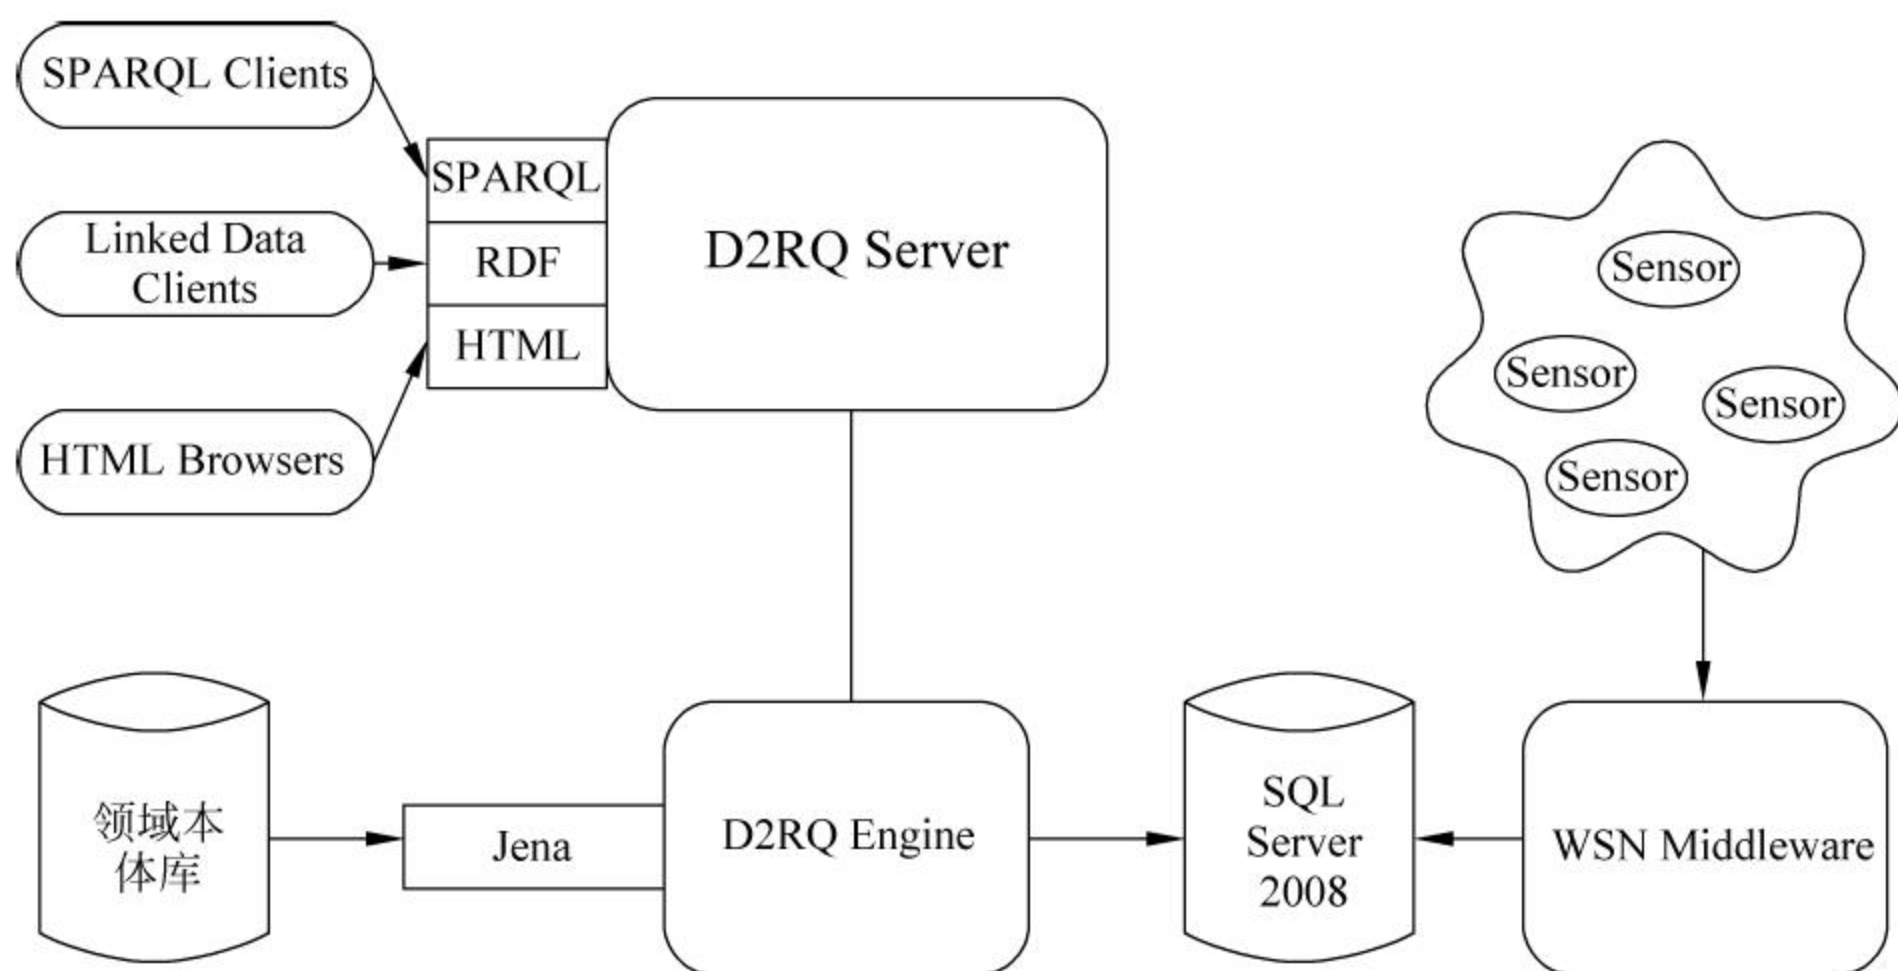 SPARQL Clients
SPARQL
Linked Data
Clients
RDF
HTML
HTML Browsers
D2RQ Server
Sensor
Sensor
Sensor
Sensor
领域本
体库
Jena
D2RQ Engine
SQL
Server
2008
WSN Middleware